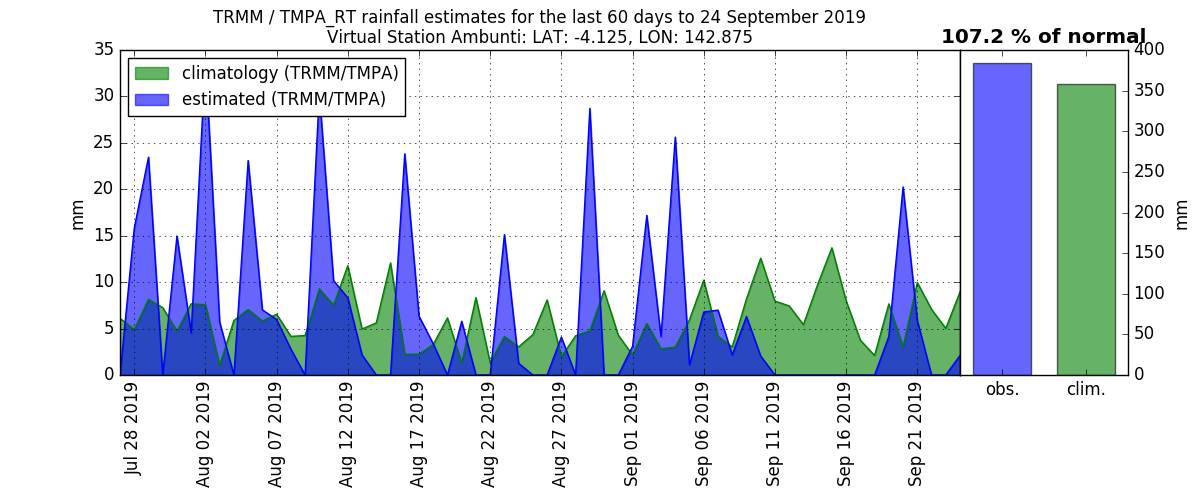 TRMM / TMPA_RT rainfall estimates for the last 60 days to 24 September 2019
Virtual Station Ambunti: LAT: -4.125, LON: 142.875
107.2 % of normal
climatology (TRMM/TMPA)
estimated (TRMM/TMPA)
35
30
25
20
15
10
5
0
mm
400
350
300
250
200
150
100
50
0
mm
Jul 28 2019
Aug 02 2019
Aug 07 2019
Aug 12 2019
Aug 17 2019
Aug 22 2019
Aug 27 2019
Sep 01 2019
Sep 06 2019
Sep 11 2019
Sep 16 2019
Sep 21 2019
obs.
clim.